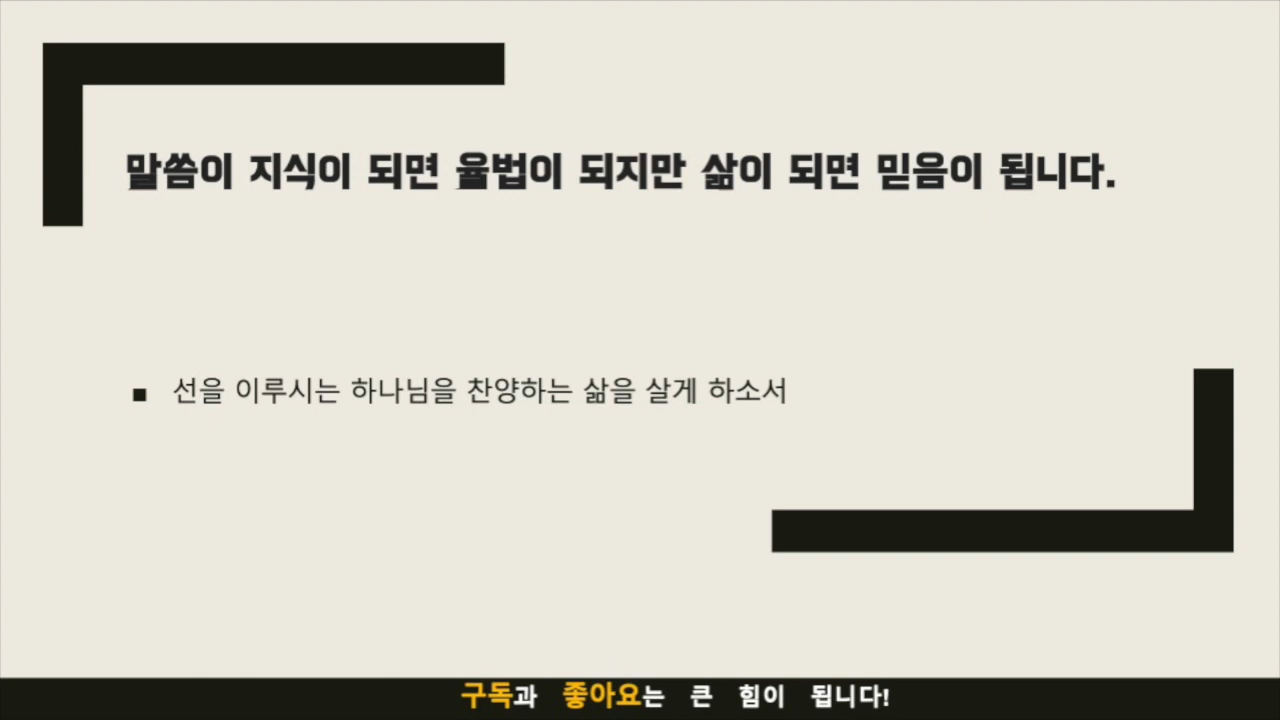 말씀이 지식이 되면 율법이 되지만 삶이 되면 믿음이 됩니다.
■ 선을 이루시는 하나님을 찬양하는 삶을 살게 하소서
구독과 좋아요는 큰 힘이 됩니다!